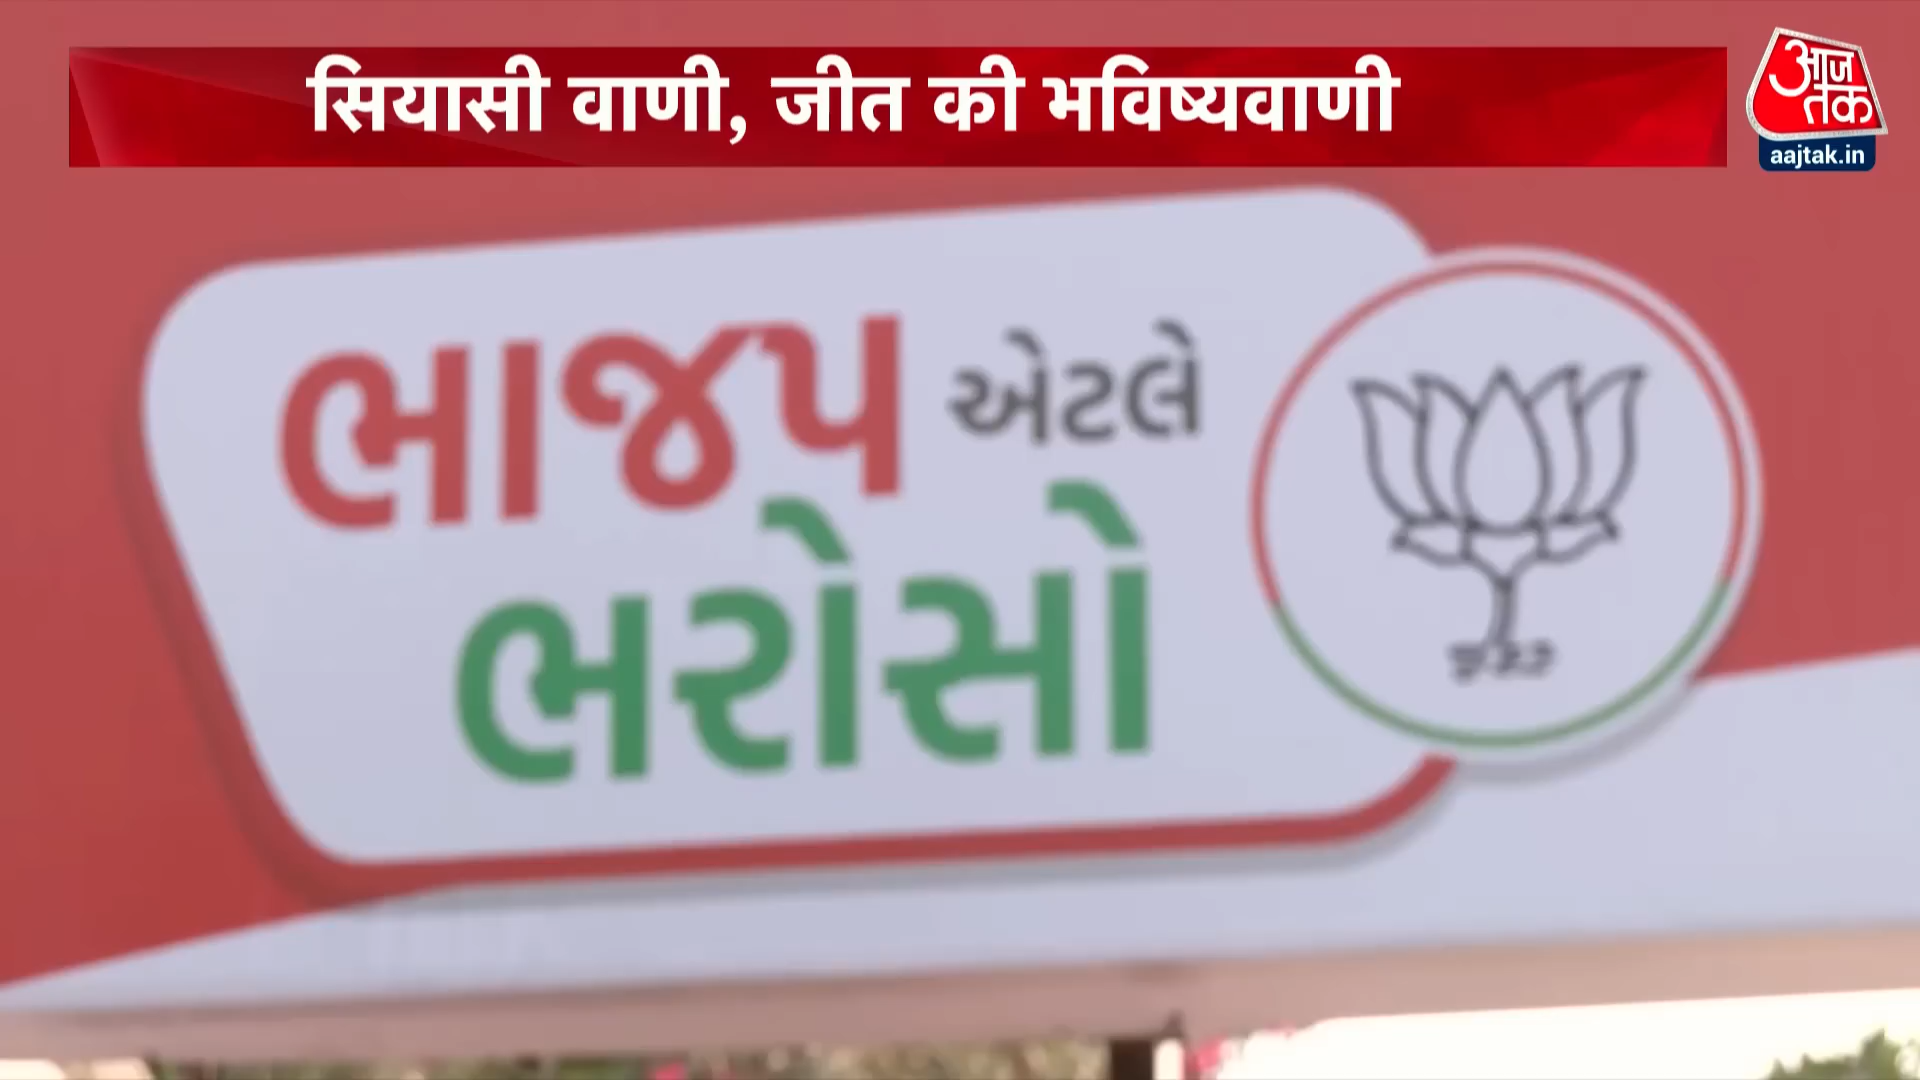 सियासी वाणी, जीत की भविष्यवाणी
आज
तक
aajtak.in
ભાજપ એટલે
ભરોસો